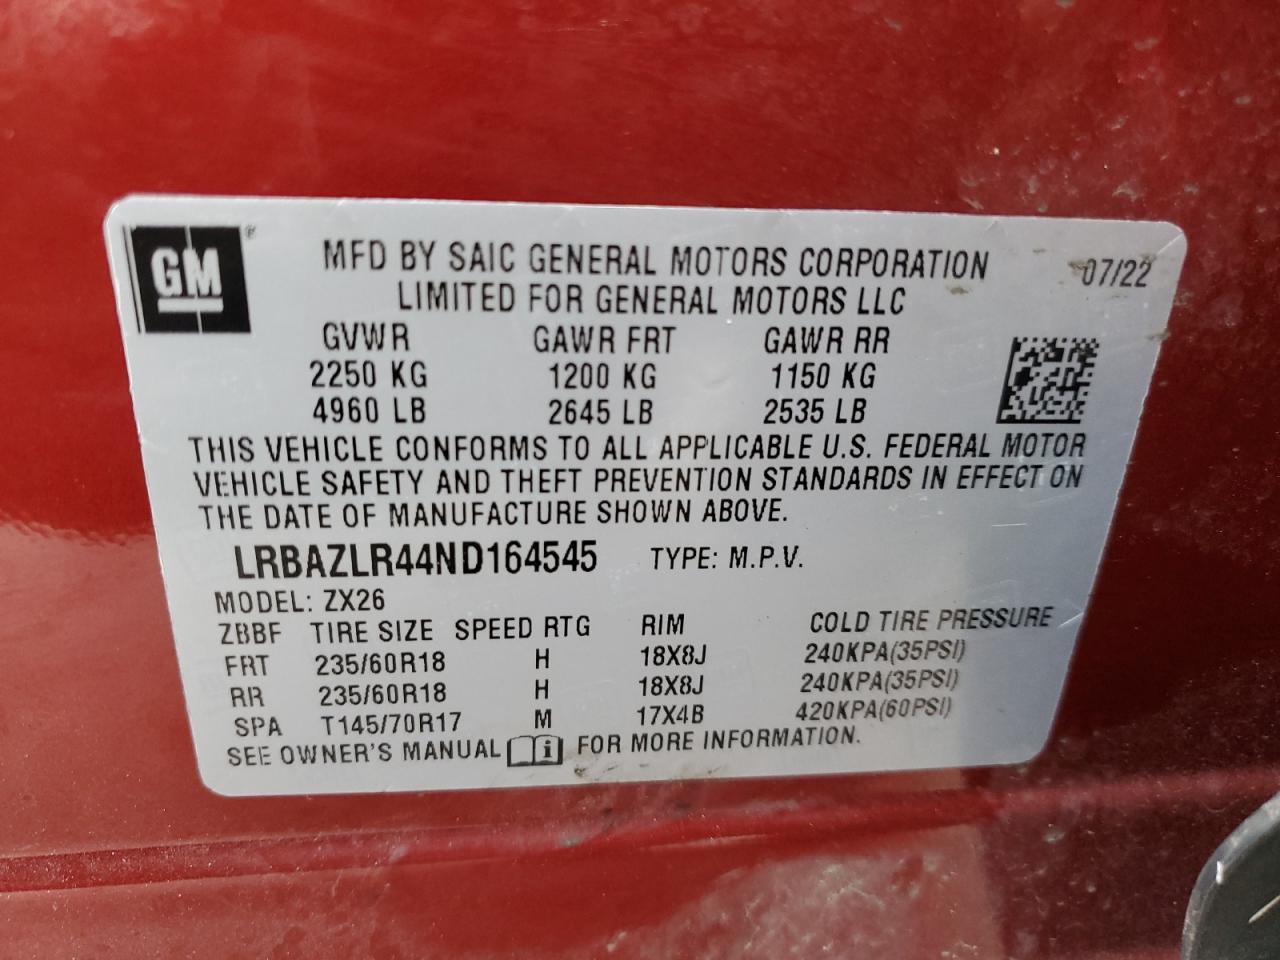 GM®
MFD BY SAIC GENERAL MOTORS CORPORATION 07/22
LIMITED FOR GENERAL MOTORS LLC
GVWR GAWR FRT GAWR RR
2250 KG 1200 KG 1150 KG
4960 LB 2645 LB 2535 LB
THIS VEHICLE CONFORMS TO ALL APPLICABLE U.S. FEDERAL MOTOR
VEHICLE SAFETY AND THEFT PREVENTION STANDARDS IN EFFECT ON
THE DATE OF MANUFACTURE SHOWN ABOVE.
LRBAZLR44ND164545 TYPE: M.P.V.
MODEL: ZX26
ZBBF TIRE SIZE SPEED RTG RIM COLD TIRE PRESSURE
FRT 235/60R18 H 18X8J 240KPA(35PSI)
RR 235/60R18 H 18X8J 240KPA(35PSI)
SPA T145/70R17 M 17X4B 420KPA(60PSI)
SEE OWNER'S MANUAL i FOR MORE INFORMATION.